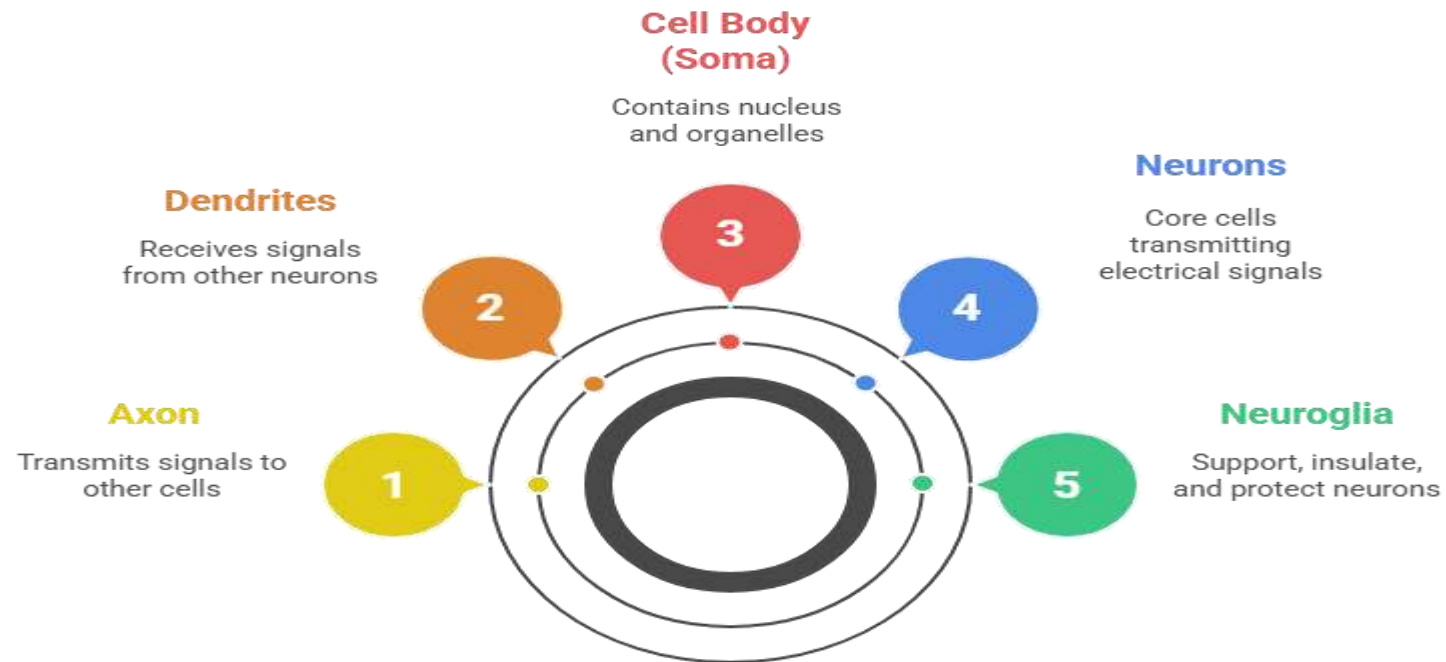 Cell Body
(Soma)
Contains nucleus
and organelles
3
Neurons
Core cells
transmitting
electrical signals
4
Dendrites
Receives signals
from other neurons
2
Axon
Transmits signals to
other cells
1
Neuroglia
Support, insulate,
and protect neurons
5